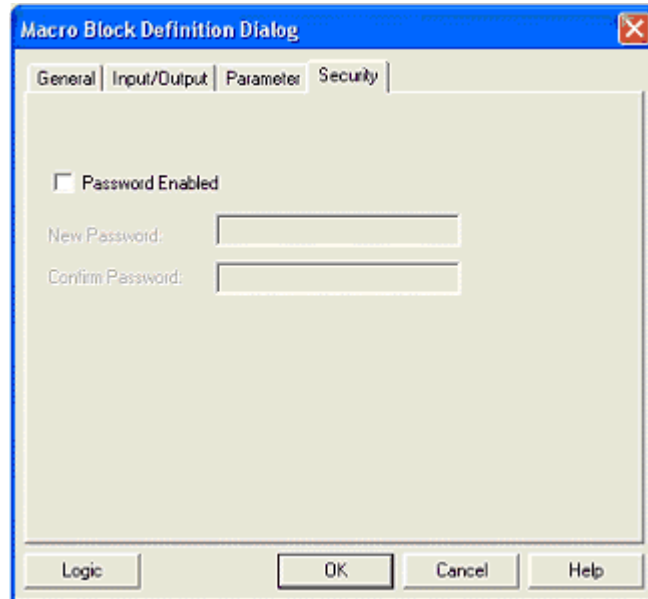 Macro Block Definition Dialog
General Input/Output Parameter Security
Password Enabled
New Password:
Confirm Password:
Logic OK Cancel Help